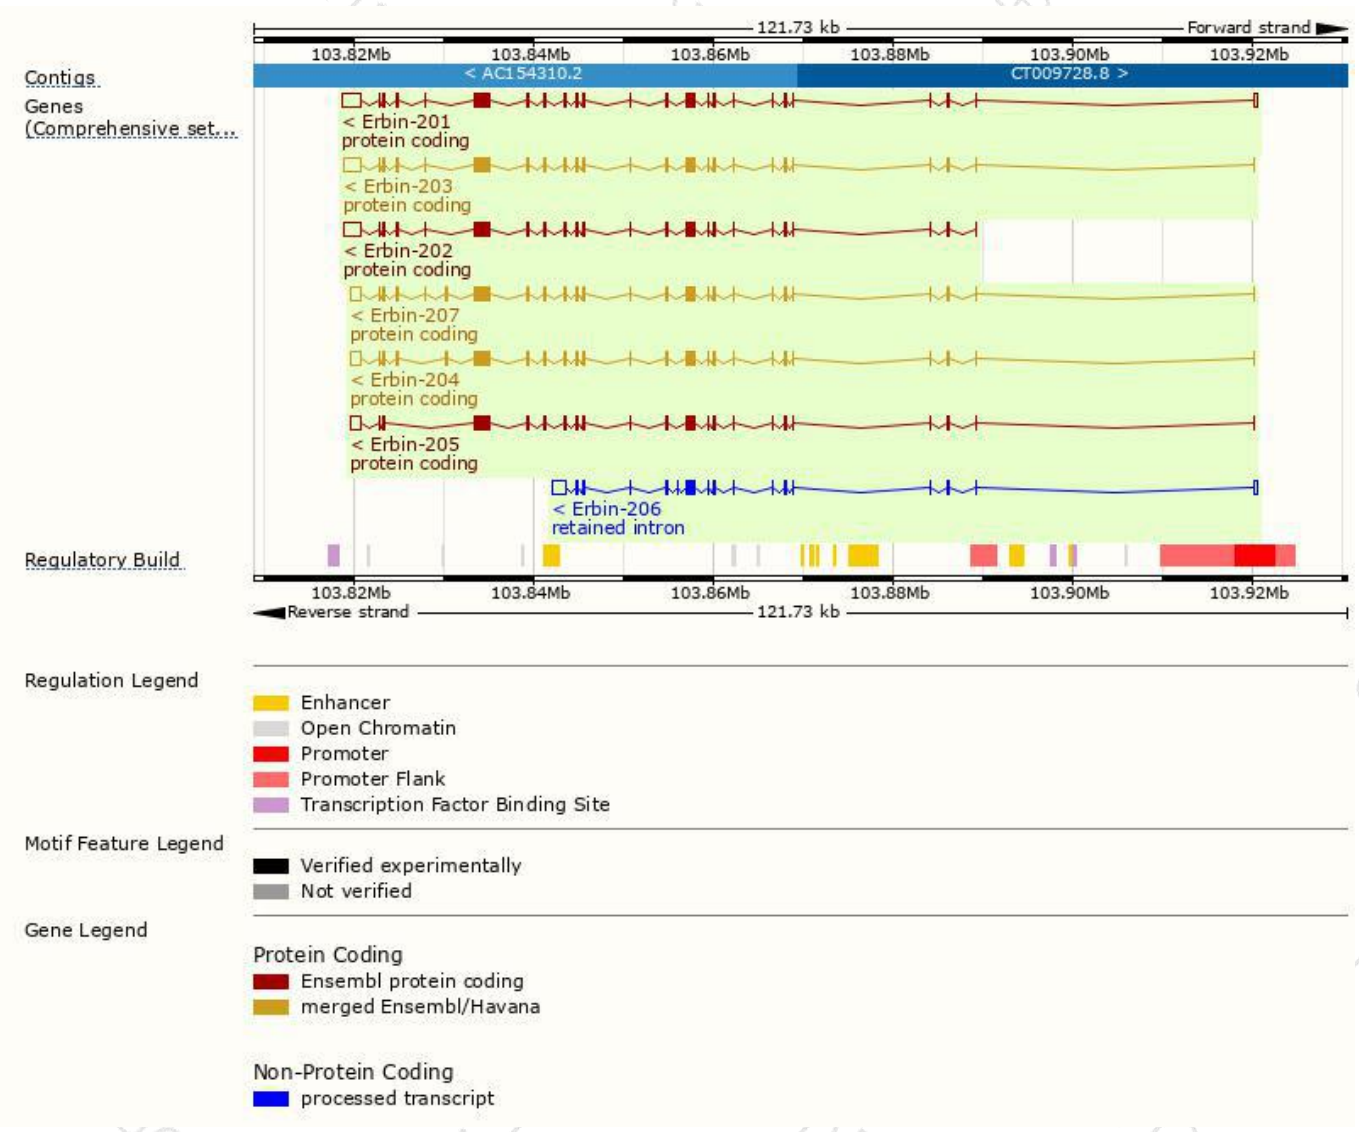 121.73 kb
Forward strand
103.82Mb 103.84Mb 103.86Mb 103.88Mb 103.90Mb 103.92Mb
Contigs
< AC154310.2 CT009728.8 >
Genes
(Comprehensive set...
< Erbin-201
protein coding
< Erbin-203
protein coding
< Erbin-202
protein coding
< Erbin-207
protein coding
< Erbin-204
protein coding
< Erbin-205
protein coding
< Erbin-206
retained intron
Regulatory Build
103.82Mb 103.84Mb 103.86Mb 103.88Mb 103.90Mb 103.92Mb
Reverse strand 121.73 kb
Regulation Legend
Enhancer
Open Chromatin
Promoter
Promoter Flank
Transcription Factor Binding Site
Motif Feature Legend
Verified experimentally
Not verified
Gene Legend
Protein Coding
Ensembl protein coding
merged Ensembl/Havana
Non-Protein Coding
processed transcript